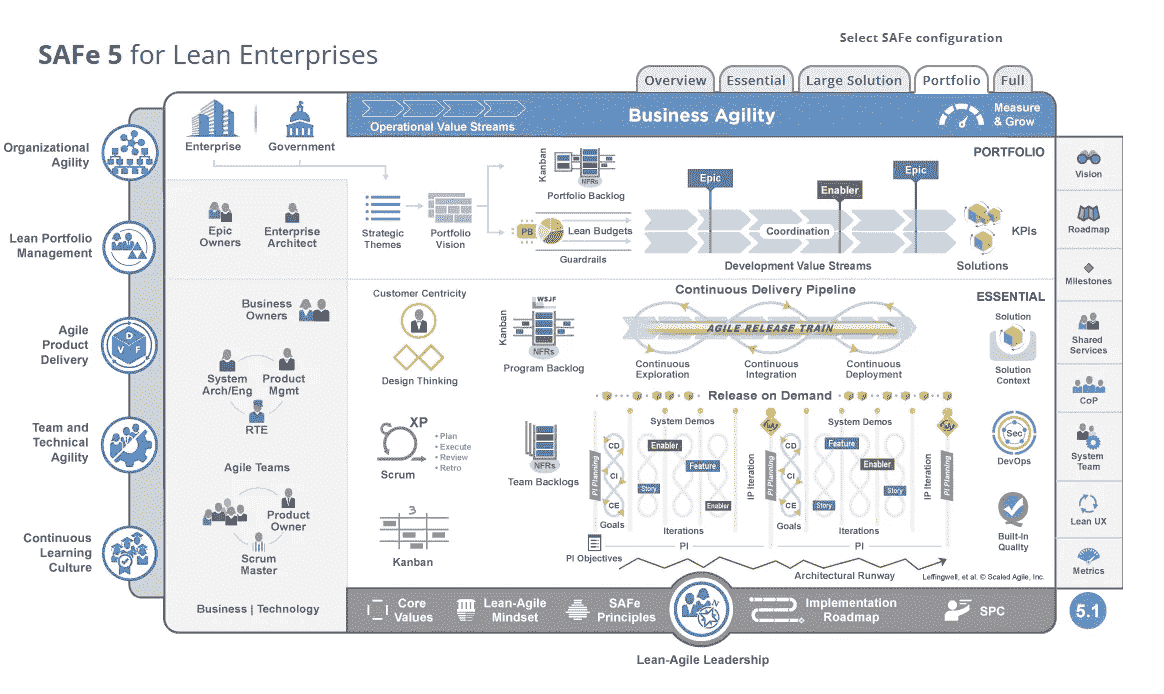 Select SAFe configuration
SAFe 5 for Lean Enterprises
Overview
Essential
Large Solution
Portfolio
Full
Organizational
Agility
Lean Portfolio
Management
Agile
Product
Delivery
Team and
Technical
Agility
Continuous
Learning
Culture
Enterprise
Government
Operational Value Streams
Business Agility
Measure
& Grow
PORTFOLIO
Epic
Owners
Enterprise
Architect
Strategic
Themes
Portfolio
Vision
Kanban
NFRs
Portfolio Backlog
PB
Lean Budgets
Guardrails
Epic
Enabler
Epic
Coordination
Development Value Streams
KPIs
Solutions
Business
Owners
System
Arch/Eng
Product
Mgmt
RTE
Agile Teams
Product
Owner
Scrum
Master
Business | Technology
Customer Centricity
Design Thinking
XP
• Plan
• Execute
• Review
• Retro
Scrum
3
Kanban
Kanban
WSJF
NFRs
Program Backlog
NFRs
Team Backlogs
Continuous Delivery Pipeline
AGILE RELEASE TRAIN
Continuous
Exploration
Continuous
Integration
Continuous
Deployment
Release on Demand
ESSENTIAL
Solution
Solution
Context
Sec
DevOps
Built-In
Quality
System Demos
System Demos
PI Planning
CD
CI
CE
Goals
Enabler
Feature
Story
Enabler
Iterations
IP Iteration
PI Planning
CD
CI
CE
Goals
Feature
Enabler
Story
Story
Iterations
IP Iteration
PI Planning
PI
PI
PI Objectives
Architectural Runway
Leffingwell, et al. © Scaled Agile, Inc.
Vision
Roadmap
Milestones
Shared
Services
CoP
System
Team
Lean UX
Metrics
5.1
Core
Values
Lean-Agile
Mindset
SAFe
Principles
Implementation
Roadmap
SPC
Lean-Agile Leadership
D
V
F